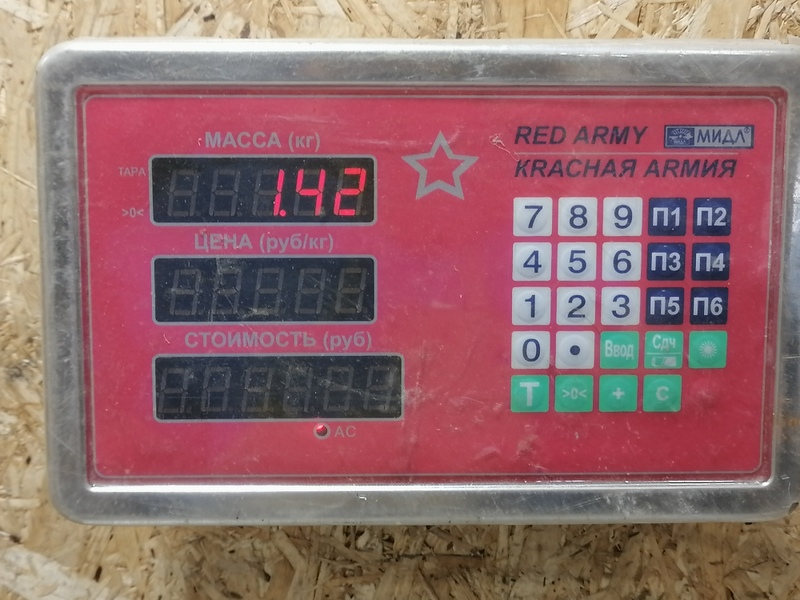 МАССА (кг)
ТАРА
1.42
>0<
ЦЕНА (руб/кг)
СТОИМОСТЬ (руб)
AC
RED ARMY МИДЛ®
КRАСНАЯ АRМИЯ
7 8 9 П1 П2
4 5 6 П3 П4
1 2 3 П5 П6
0 • Ввод Сдч
T >0< + C